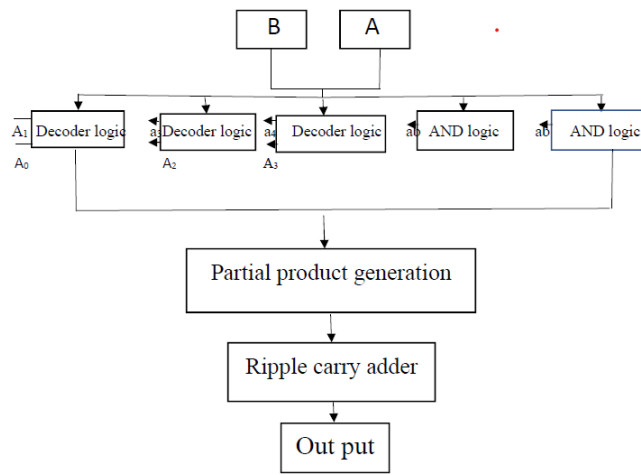 B A
A₁ Decoder logic a₃ Decoder logic a₄ Decoder logic ab AND logic ab AND logic
A₀ A₂ A₃
Partial product generation
Ripple carry adder
Out put